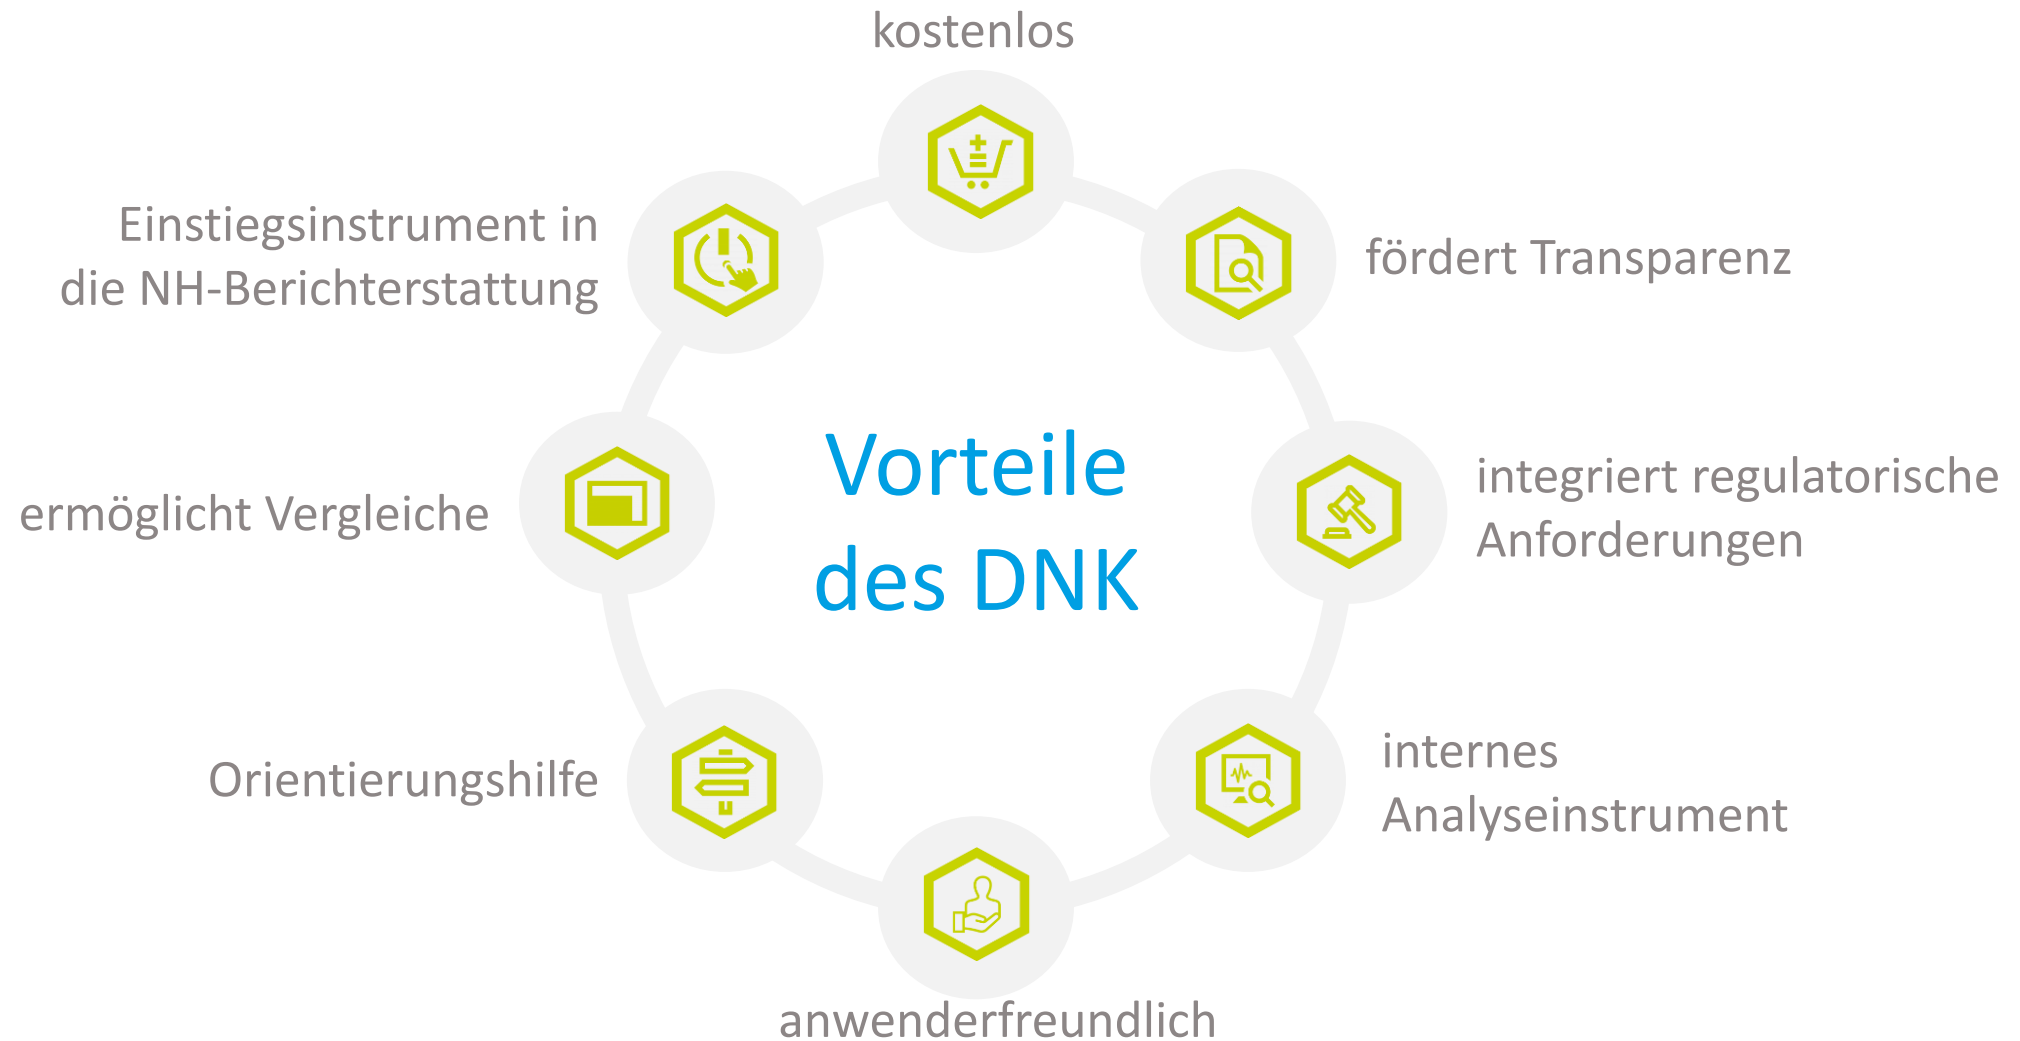 kostenlos
fördert Transparenz
integriert regulatorische
Anforderungen
internes
Analyseinstrument
anwenderfreundlich
Orientierungshilfe
ermöglicht Vergleiche
Einstiegsinstrument in
die NH-Berichterstattung
Vorteile
des DNK